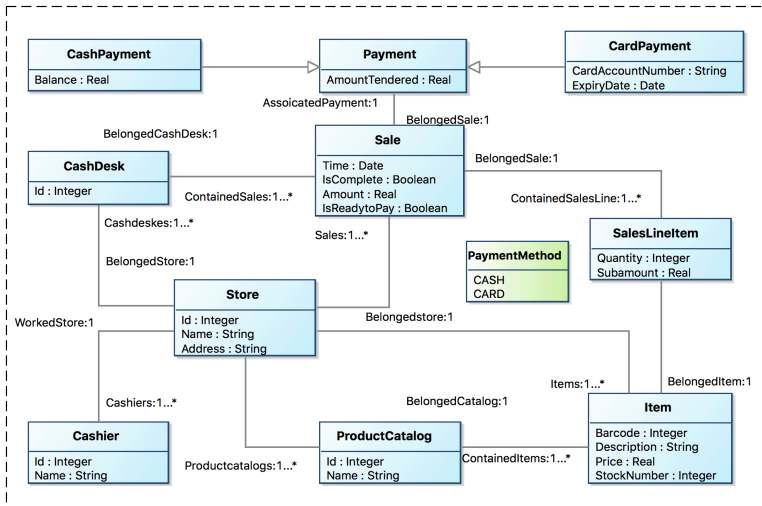 CashPayment
Balance : Real
Payment
AmountTendered : Real
CardPayment
CardAccountNumber : String
ExpiryDate : Date
AssoicatedPayment:1
BelongedSale:1
BelongedCashDesk:1
Sale
Time : Date
IsComplete : Boolean
Amount : Real
IsReadytoPay : Boolean
BelongedSale:1
CashDesk
Id : Integer
ContainedSales:1...*
ContainedSalesLine:1...*
Cashdeskes:1...*
Sales:1...*
SalesLineItem
Quantity : Integer
Subamount : Real
PaymentMethod
CASH
CARD
BelongedStore:1
Store
Id : Integer
Name : String
Address : String
WorkedStore:1
Belongedstore:1
Cashiers:1...*
BelongedCatalog:1
Items:1...*
BelongedItem:1
Cashier
Id : Integer
Name : String
Productcatalogs:1...*
ProductCatalog
Id : Integer
Name : String
ContainedItems:1...*
Item
Barcode : Integer
Description : String
Price : Real
StockNumber : Integer